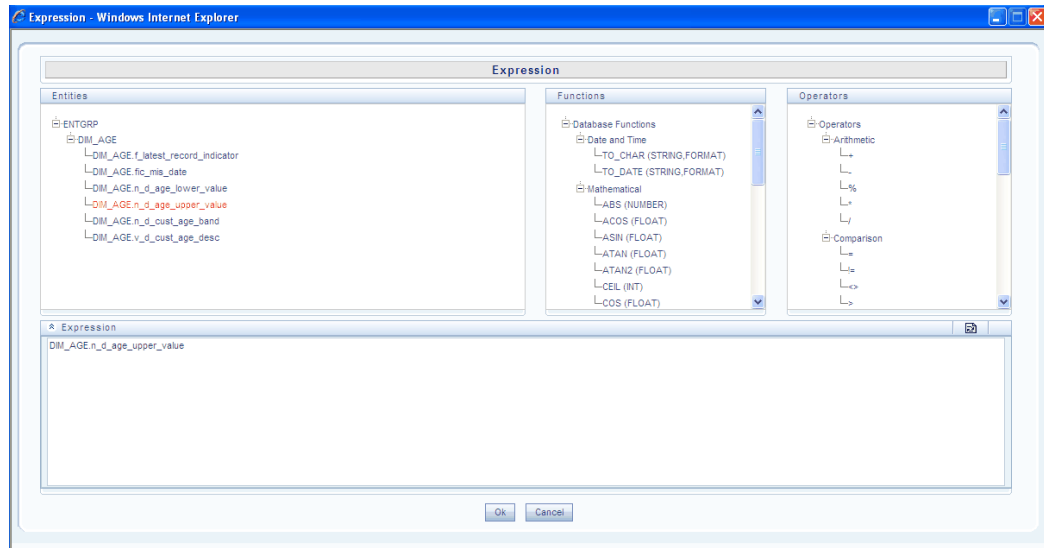 Expression - Windows Internet Explorer
Expression
Entities
ENTGRP
DIM_AGE
DIM_AGE.f_latest_record_indicator
DIM_AGE.fic_mis_date
DIM_AGE.n_d_age_lower_value
DIM_AGE.n_d_age_upper_value
DIM_AGE.n_d_cust_age_band
DIM_AGE.v_d_cust_age_desc
Functions
Database Functions
Date and Time
TO_CHAR (STRING,FORMAT)
TO_DATE (STRING,FORMAT)
Mathematical
ABS (NUMBER)
ACOS (FLOAT)
ASIN (FLOAT)
ATAN (FLOAT)
ATAN2 (FLOAT)
CEIL (INT)
COS (FLOAT)
Operators
Operators
Arithmetic
+
-
%
*
/
Comparison
=
!=
<>
>
Expression
DIM_AGE.n_d_age_upper_value
Ok Cancel